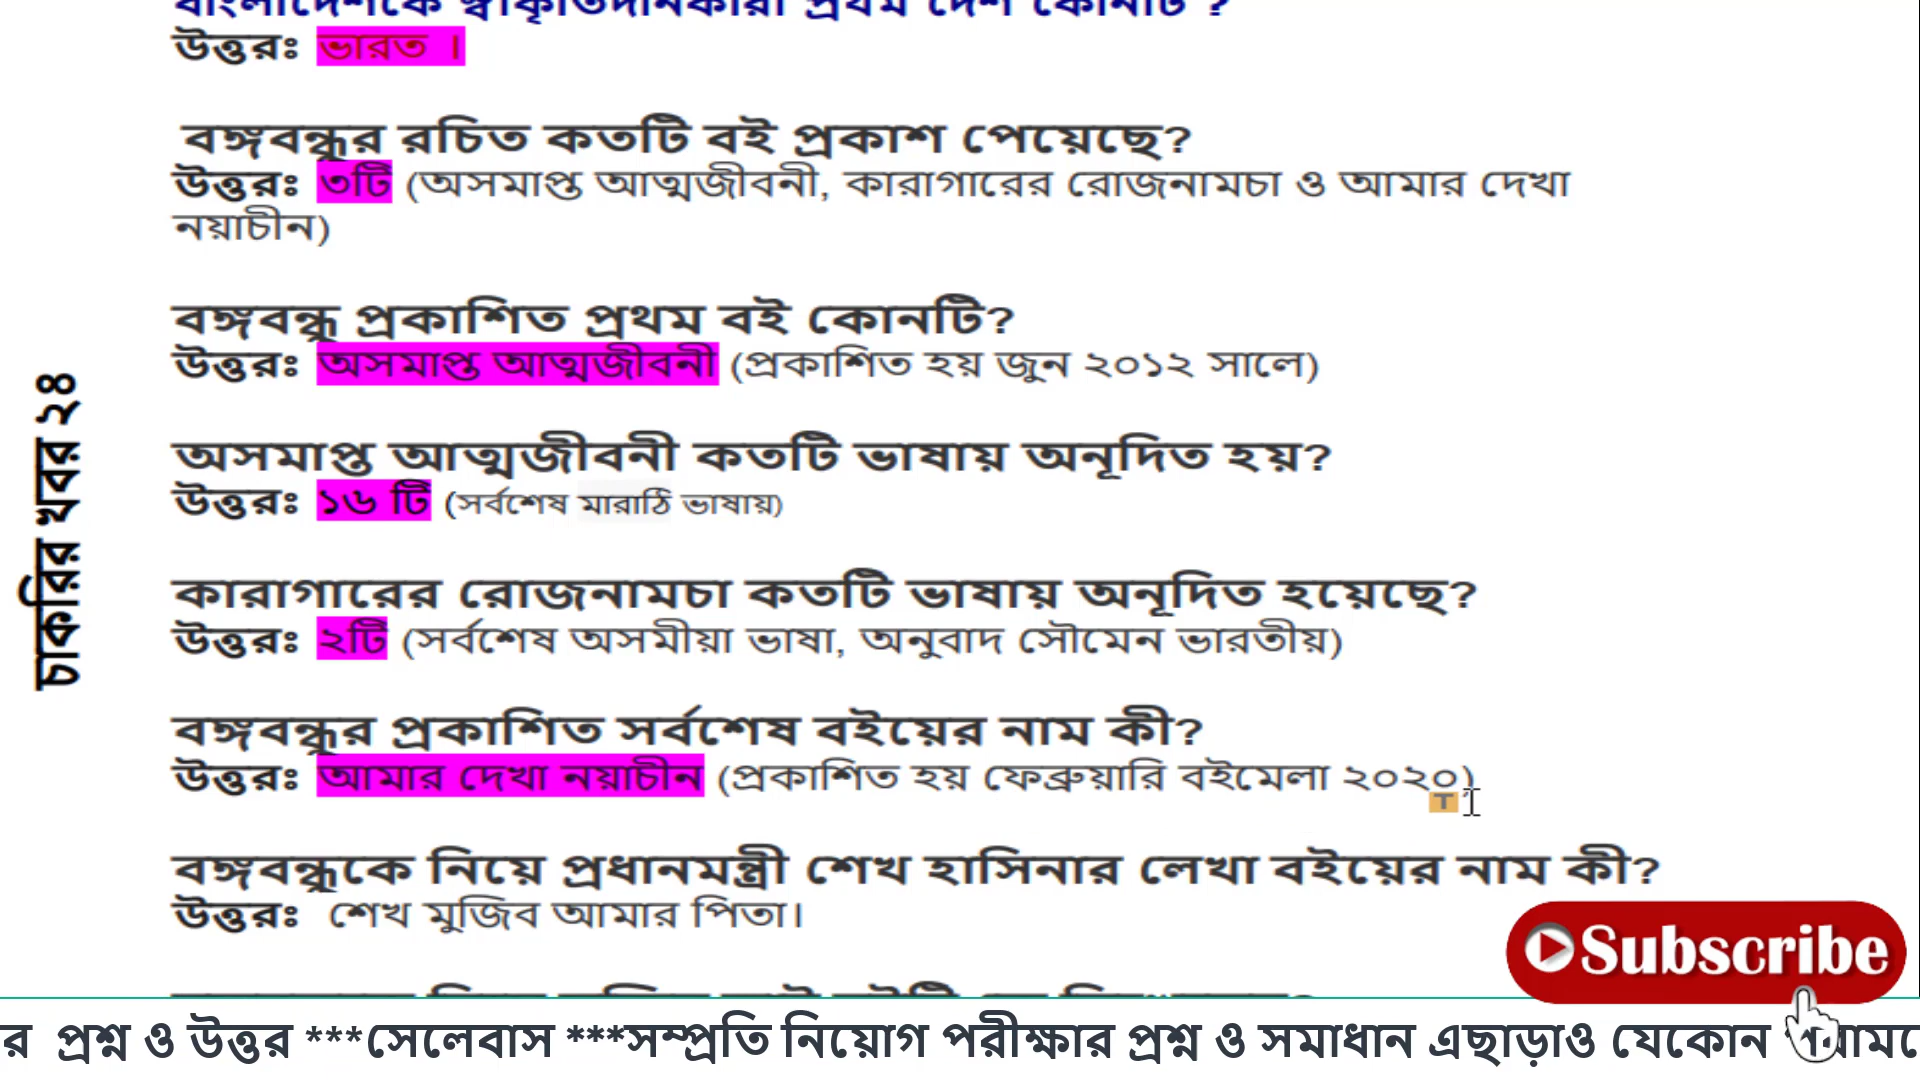 বাংলাদেশকে স্বীকৃতিদানকারী প্রথম দেশ কোনটি ?
উত্তরঃ ভারত ।
বঙ্গবন্ধুর রচিত কতটি বই প্রকাশ পেয়েছে?
উত্তরঃ ৩টি (অসমাপ্ত আত্মজীবনী, কারাগারের রোজনামচা ও আমার দেখা
নয়াচীন)
বঙ্গবন্ধু প্রকাশিত প্রথম বই কোনটি?
উত্তরঃ অসমাপ্ত আত্মজীবনী (প্রকাশিত হয় জুন ২০১২ সালে)
অসমাপ্ত আত্মজীবনী কতটি ভাষায় অনূদিত হয়?
উত্তরঃ ১৬ টি (সর্বশেষ মারাঠি ভাষায়)
চাকরির খবর ২৪
কারাগারের রোজনামচা কতটি ভাষায় অনূদিত হয়েছে?
উত্তরঃ ২টি (সর্বশেষ অসমীয়া ভাষা, অনুবাদ সৌমেন ভারতীয়)
বঙ্গবন্ধুর প্রকাশিত সর্বশেষ বইয়ের নাম কী?
উত্তরঃ আমার দেখা নয়াচীন (প্রকাশিত হয় ফেব্রুয়ারি বইমেলা ২০২০)
বঙ্গবন্ধুকে নিয়ে প্রধানমন্ত্রী শেখ হাসিনার লেখা বইয়ের নাম কী?
উত্তরঃ শেখ মুজিব আমার পিতা।
Subscribe
র প্রশ্ন ও উত্তর ***সেলেবাস ***সম্প্রতি নিয়োগ পরীক্ষার প্রশ্ন ও সমাধান এছাড়াও যেকোন